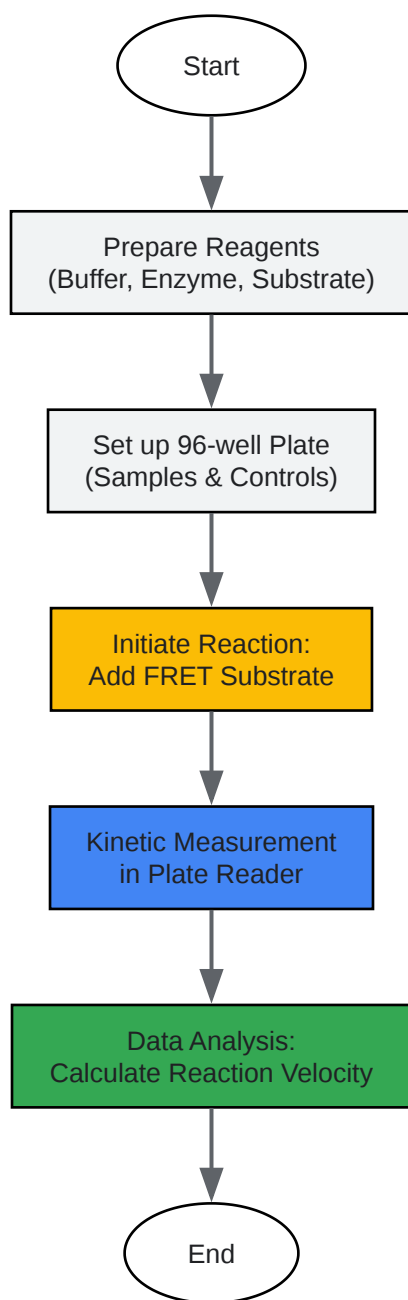 Start
Prepare Reagents
(Buffer, Enzyme, Substrate)
Set up 96-well Plate
(Samples & Controls)
Initiate Reaction:
Add FRET Substrate
Kinetic Measurement
in Plate Reader
Data Analysis:
Calculate Reaction Velocity
End